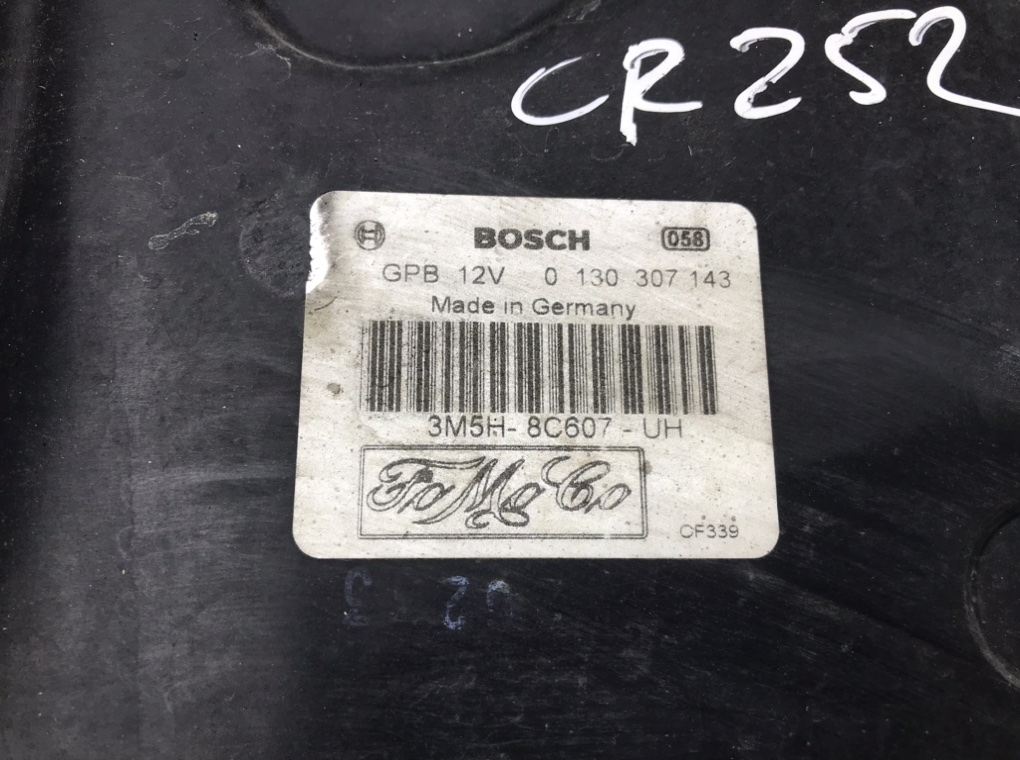 CR252
BOSCH 058
GPB 12V 0 130 307 143
Made in Germany
3M5H- 8C607 - UH
FoMoCo
CF339